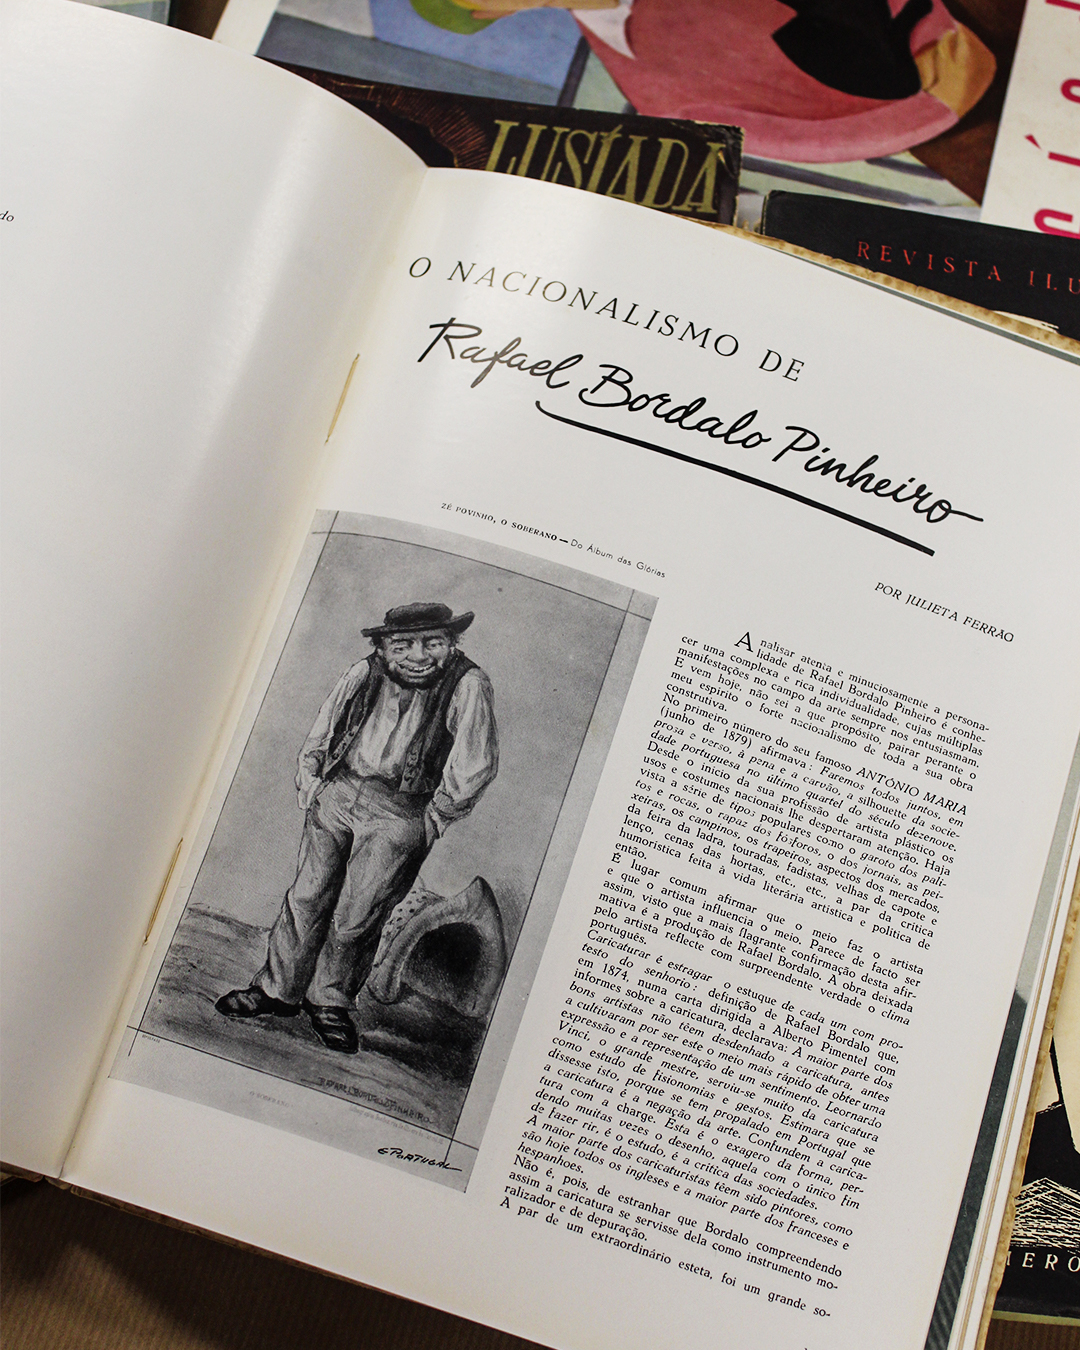 LUSÍADA
REVISTA ILU
do
O NACIONALISMO DE
Rafael Bordalo Pinheiro
ZÉ POVINHO, O SOBERANO — Do Álbum das Glórias
POR JULIETA FERRÃO
Analisar atenta e minuciosamente a persona-
lidade de Rafael Bordalo Pinheiro é conhe-
cer uma complexa e rica individualidade, cujas múltiplas
manifestações no campo da arte sempre nos entusiasmam.
E vem hoje, não sei a que propósito, pairar perante o
meu espírito o forte nacionalismo de toda a sua obra
construtiva.
No primeiro número do seu famoso ANTÓNIO MARIA
(junho de 1879) afirmava: Faremos todos juntos, em
prosa e verso, à pena e a carvão, a silhouette da socie-
dade portuguesa no último quartel do século dezenove.
Desde o início da sua profissão de artista plástico os
usos e costumes nacionais lhe despertaram atenção. Haja
vista a série de tipos populares como o garoto dos pali-
tos e rocas, o rapaz dos fósforos, o dos jornais, as pei-
xeiras, os campinos, os trapeiros, aspectos dos mercados,
da feira da ladra, touradas, fadistas, velhas de capote e
lenço, cenas das hortas, etc., etc., a par da crítica
humorística feita à vida literária artística e política de
então.
É lugar comum afirmar que o meio faz o artista
e que o artista influencia o meio. Parece de facto ser
assim, visto que a mais flagrante confirmação desta afir-
mativa é a produção de Rafael Bordalo. A obra deixada
pelo artista reflecte com surpreendente verdade o clima
português.
Caricaturar é estragar o estuque de cada um com pro-
testo do senhorio: definição de Rafael Bordalo que,
em 1874, numa carta dirigida a Alberto Pimentel com
informes sobre a caricatura, declarava: A maior parte dos
bons artistas não têem desdenhado a caricatura, antes
a cultivaram por ser este o meio mais rápido de obter uma
expressão e a representação de um sentimento. Leonardo
Vinci, o grande mestre, serviu-se muito da caricatura
como estudo de fisionomias e gestos. Estimara que se
dissesse isto, porque se tem propalado em Portugal que
a caricatura é a negação da arte. Confundem a carica-
tura com a charge. Esta é o exagero da forma, per-
dendo muitas vezes o desenho, aquela com o único fim
de fazer rir, é o estudo, é a crítica das sociedades.
A maior parte dos caricaturistas têem sido pintores, como
são hoje todos os ingleses e a maior parte dos franceses e
hespanhoes.
Não é, pois, de estranhar que Bordalo compreendendo
assim a caricatura se servisse dela como instrumento mo-
ralizador e de depuração.
A par de um extraordinário esteta, foi um grande so-
RAFAEL BORDALO PINHEIRO
O SOBERANO
E PORTUGAL